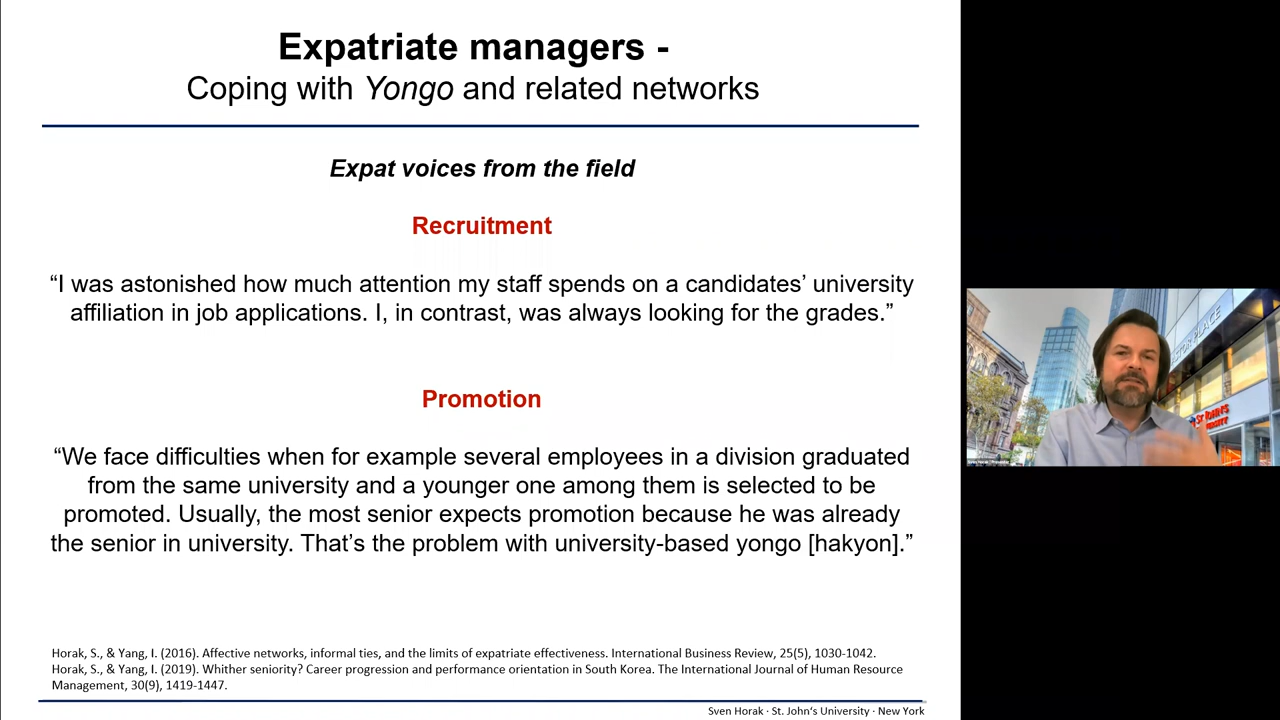 Expatriate managers -
Coping with Yongo and related networks
Expat voices from the field
Recruitment
“I was astonished how much attention my staff spends on a candidates’ university
affiliation in job applications. I, in contrast, was always looking for the grades.”
Promotion
“We face difficulties when for example several employees in a division graduated
from the same university and a younger one among them is selected to be
promoted. Usually, the most senior expects promotion because he was already
the senior in university. That’s the problem with university-based yongo [hakyon].”
Horak, S., & Yang, I. (2016). Affective networks, informal ties, and the limits of expatriate effectiveness. International Business Review, 25(5), 1030-1042.
Horak, S., & Yang, I. (2019). Whither seniority? Career progression and performance orientation in South Korea. The International Journal of Human Resource
Management, 30(9), 1419-1447.
Sven Horak · St. John‘s University · New York
PLACE
ST. JOHN'S